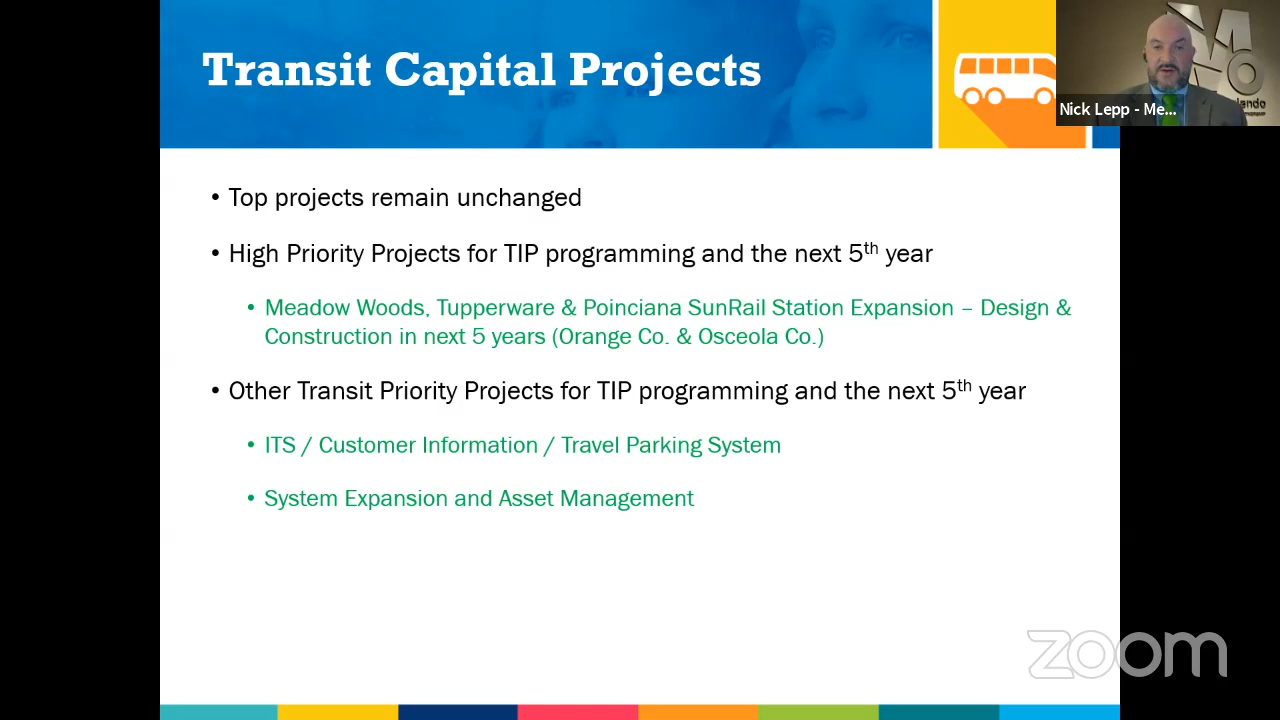 Transit Capital Projects
Nick Lepp - Me...
lando
• Top projects remain unchanged
• High Priority Projects for TIP programming and the next 5th year
• Meadow Woods, Tupperware & Poinciana SunRail Station Expansion – Design &
Construction in next 5 years (Orange Co. & Osceola Co.)
• Other Transit Priority Projects for TIP programming and the next 5th year
• ITS / Customer Information / Travel Parking System
• System Expansion and Asset Management
zoom